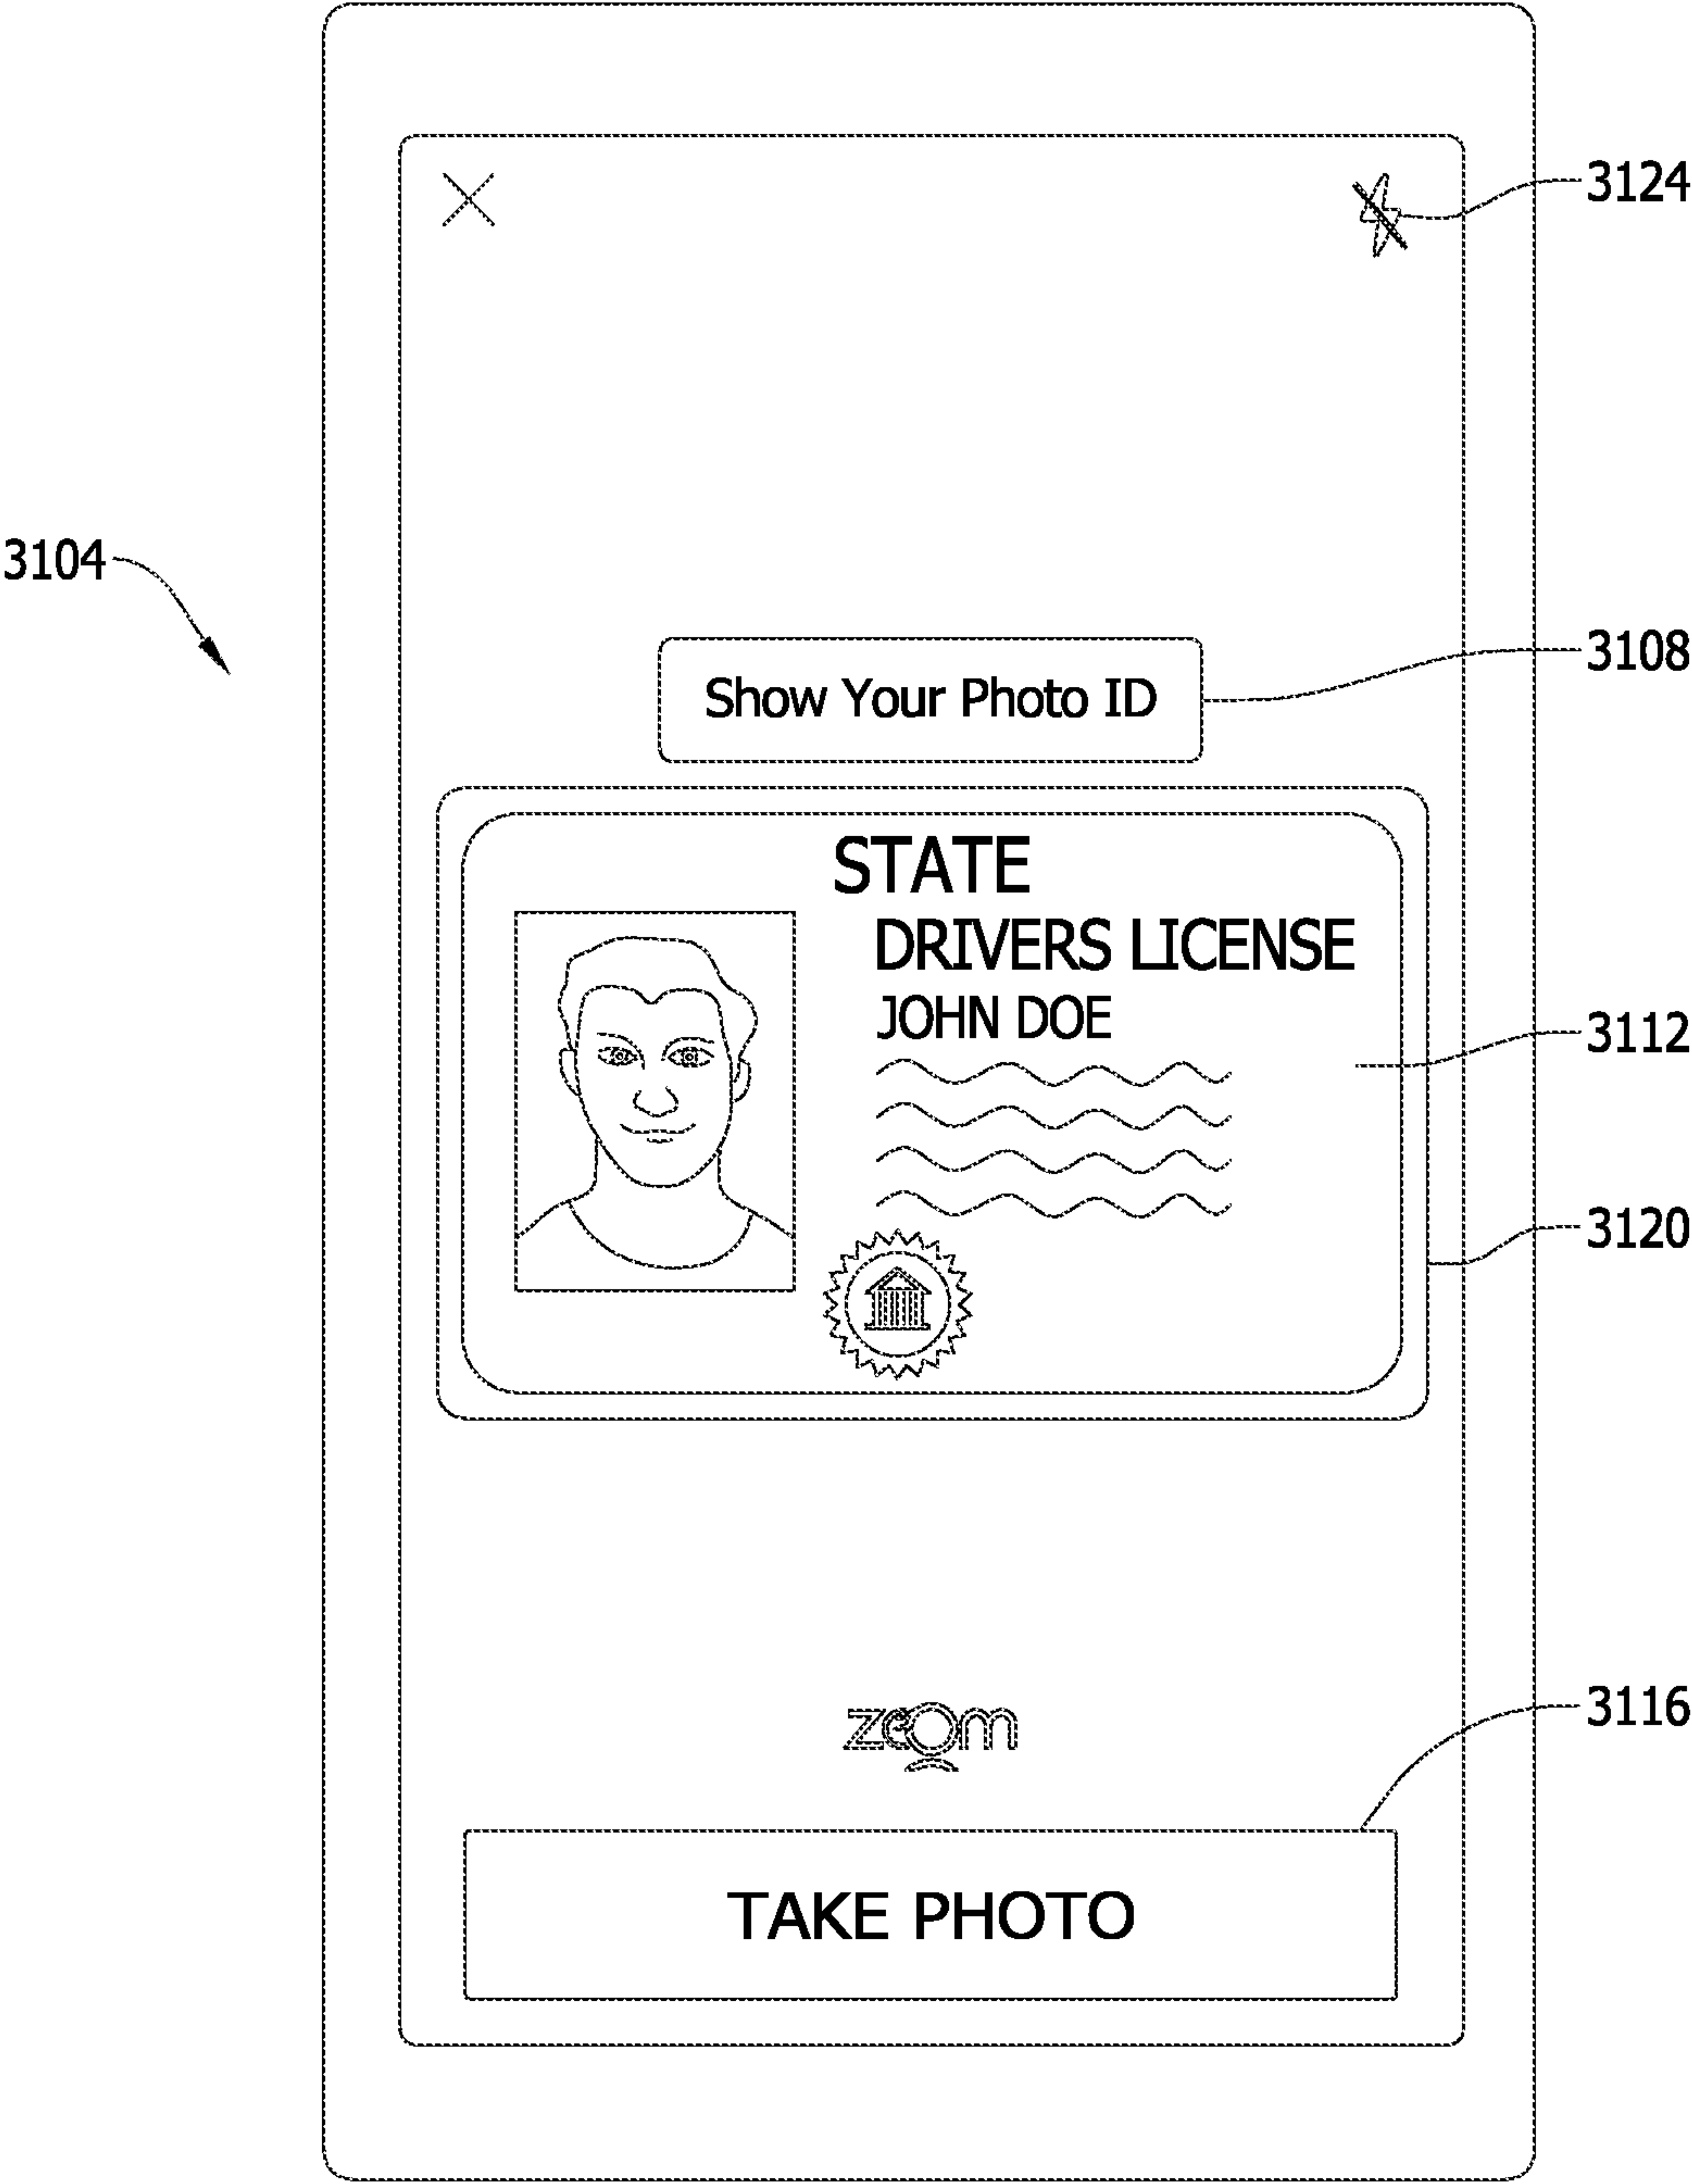 3124
3104
3108
Show Your Photo ID
STATE
DRIVERS LICENSE
JOHN DOE
3112
3120
zoom
3116
TAKE PHOTO